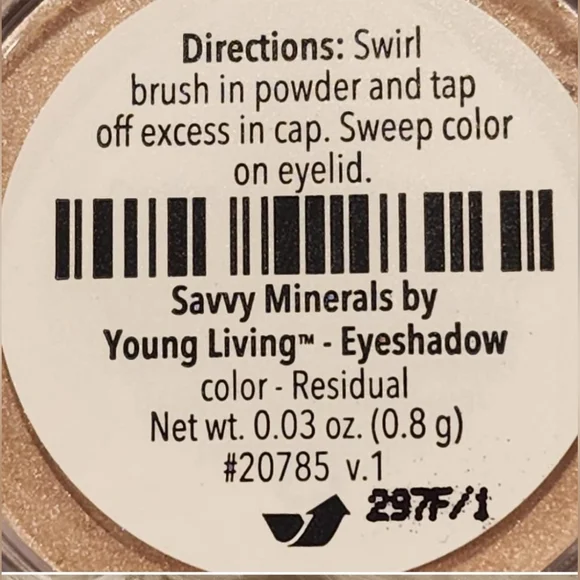 Directions: Swirl
brush in powder and tap
off excess in cap. Sweep color
on eyelid.
Savvy Minerals by
Young Living™ - Eyeshadow
color - Residual
Net wt. 0.03 oz. (0.8 g)
#20785 v.1
297F/1